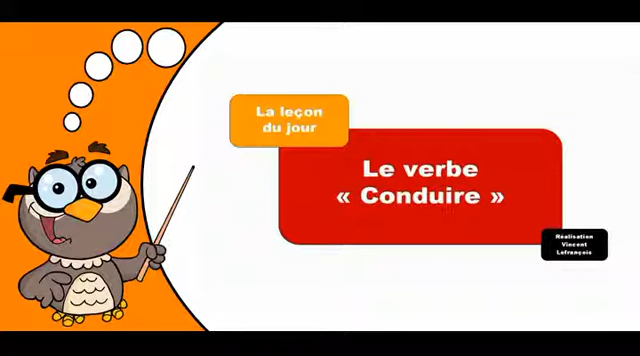 La leçon
du jour
Le verbe
« Conduire »
Réalisation
Vincent
Lefrançois